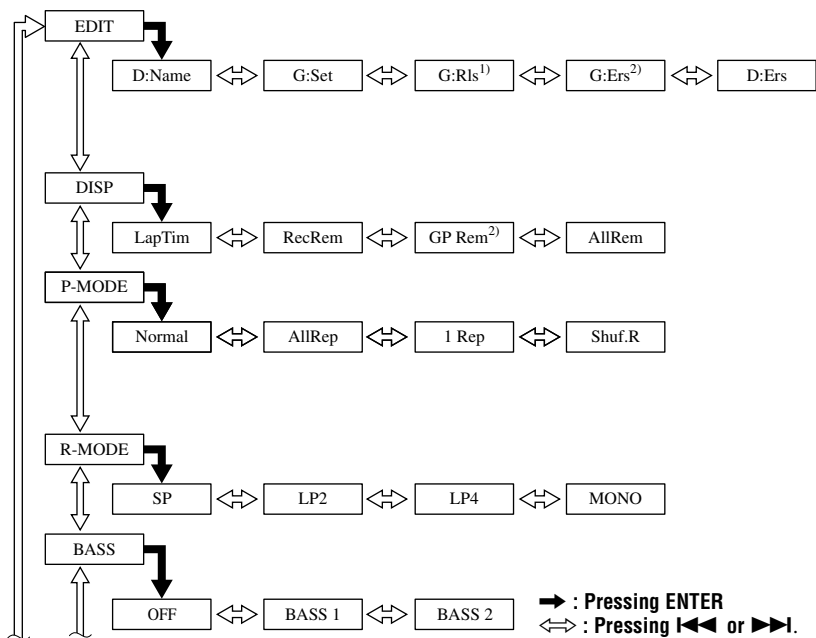 EDIT
D:Name G:Set G:Rls1) G:Ers2) D:Ers
DISP
LapTim RecRem GP Rem2) AllRem
P-MODE
Normal AllRep 1 Rep Shuf.R
R-MODE
SP LP2 LP4 MONO
BASS
OFF BASS 1 BASS 2
: Pressing ENTER
: Pressing ⏮ or ⏭.